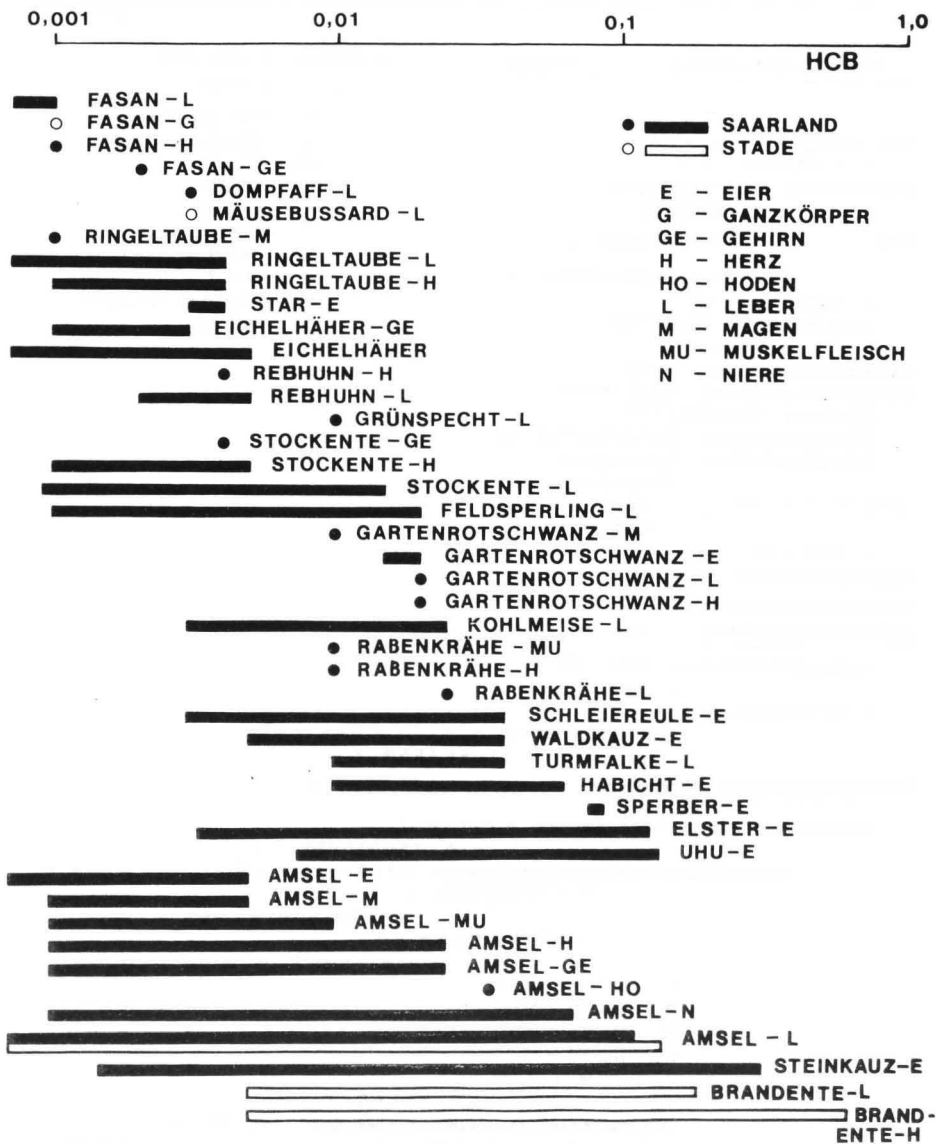 0,001 0,01 0,1 1,0
HCB
FASAN – L
FASAN – G
FASAN – H
FASAN – GE
DOMPFAFF – L
MÄUSEBUSSARD – L
RINGELTAUBE – M
RINGELTAUBE – L
RINGELTAUBE – H
STAR – E
EICHELHÄHER – GE
EICHELHÄHER
REBHUHN – H
REBHUHN – L
GRÜNSPECHT – L
STOCKENTE – GE
STOCKENTE – H
STOCKENTE – L
FELDSPERLING – L
GARTENROTSCHWANZ – M
GARTENROTSCHWANZ – E
GARTENROTSCHWANZ – L
GARTENROTSCHWANZ – H
KOHLMEISE – L
RABENKRÄHE – MU
RABENKRÄHE – H
RABENKRÄHE – L
SCHLEIEREULE – E
WALDKAUZ – E
TURMFALKE – L
HABICHT – E
SPERBER – E
ELSTER – E
UHU – E
AMSEL – E
AMSEL – M
AMSEL – MU
AMSEL – H
AMSEL – GE
AMSEL – HO
AMSEL – N
AMSEL – L
STEINKAUZ – E
BRANDENTE – L
BRAND-
ENTE – H
SAARLAND
STADE
E – EIER
G – GANZKÖRPER
GE – GEHIRN
H – HERZ
HO – HODEN
L – LEBER
M – MAGEN
MU – MUSKELFLEISCH
N – NIERE